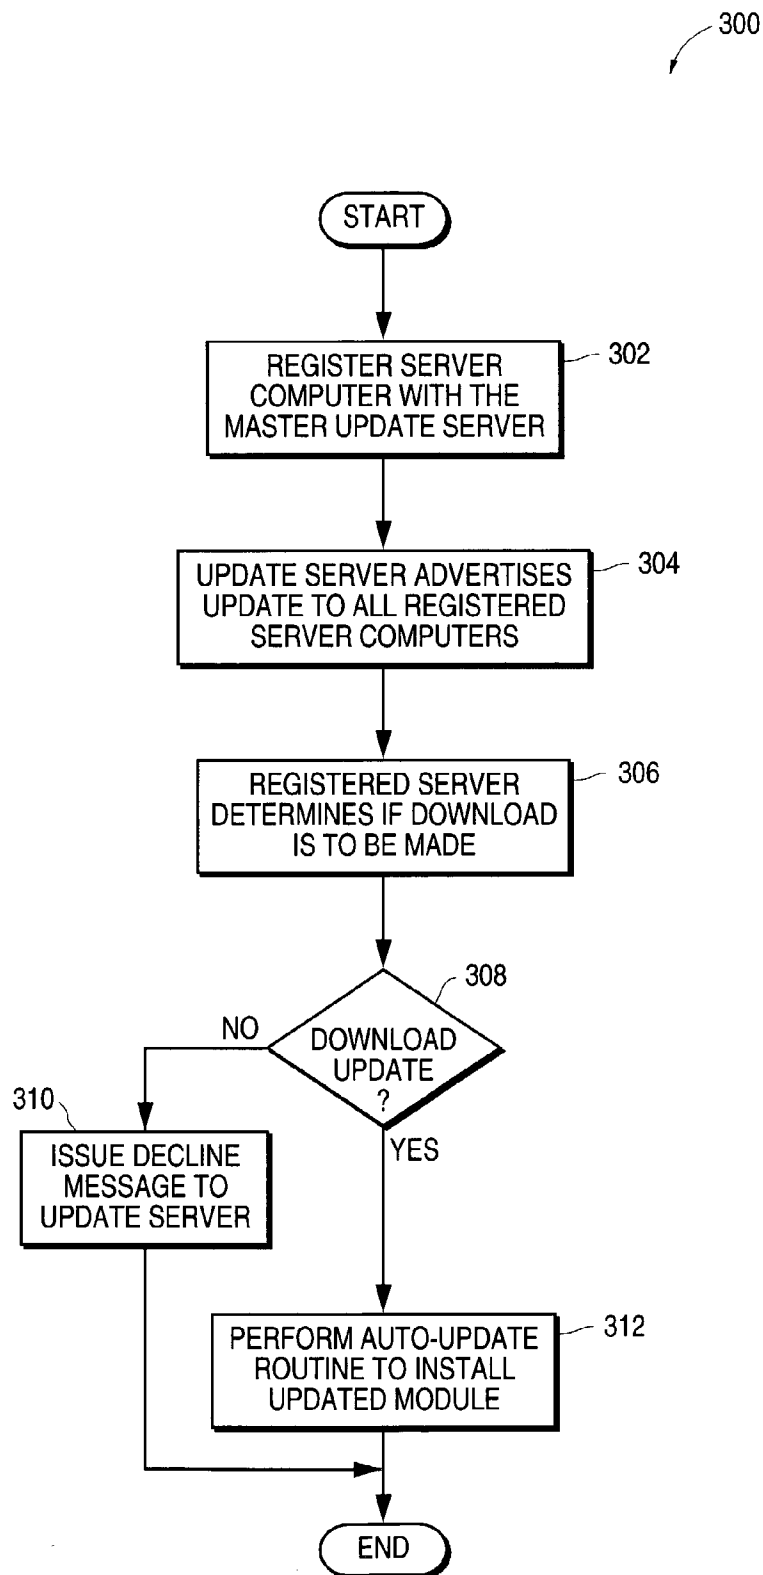 300
START
REGISTER SERVER
COMPUTER WITH THE
MASTER UPDATE SERVER
302
UPDATE SERVER ADVERTISES
UPDATE TO ALL REGISTERED
SERVER COMPUTERS
304
REGISTERED SERVER
DETERMINES IF DOWNLOAD
IS TO BE MADE
306
308
DOWNLOAD
UPDATE
?
NO
YES
310
ISSUE DECLINE
MESSAGE TO
UPDATE SERVER
PERFORM AUTO-UPDATE
ROUTINE TO INSTALL
UPDATED MODULE
312
END